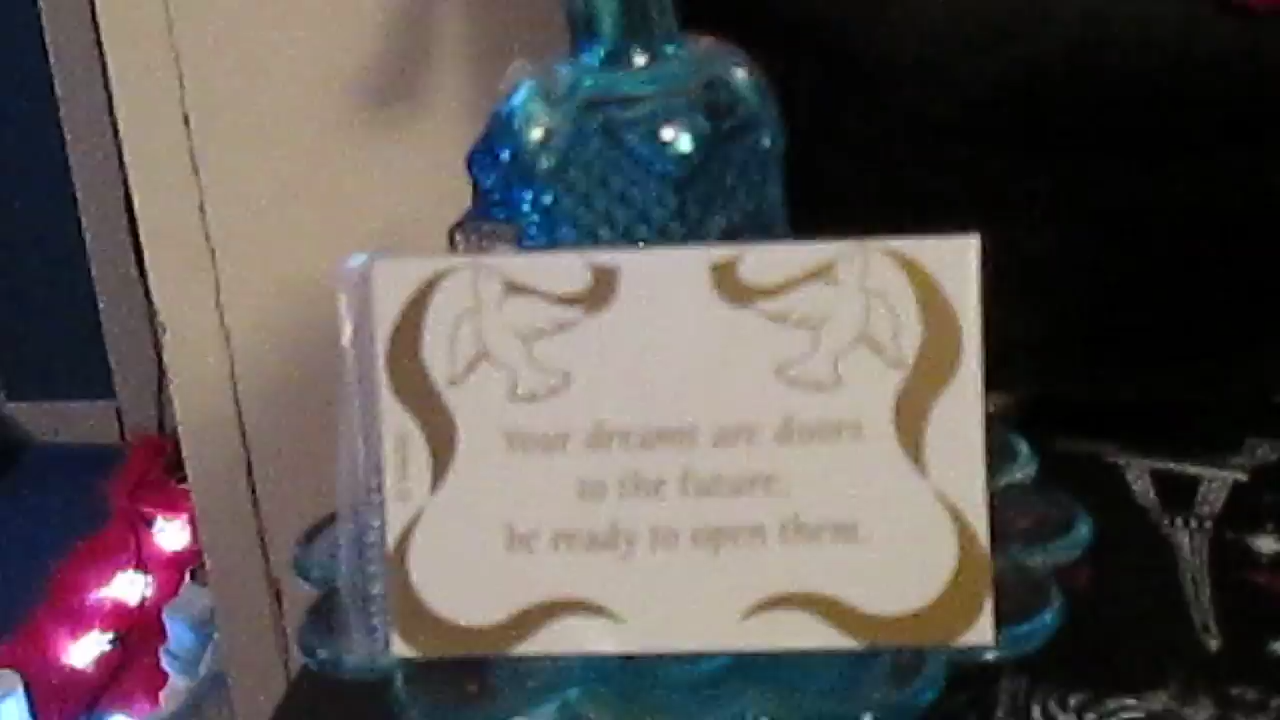 Your dreams are doors
to the future.
be ready to open them.